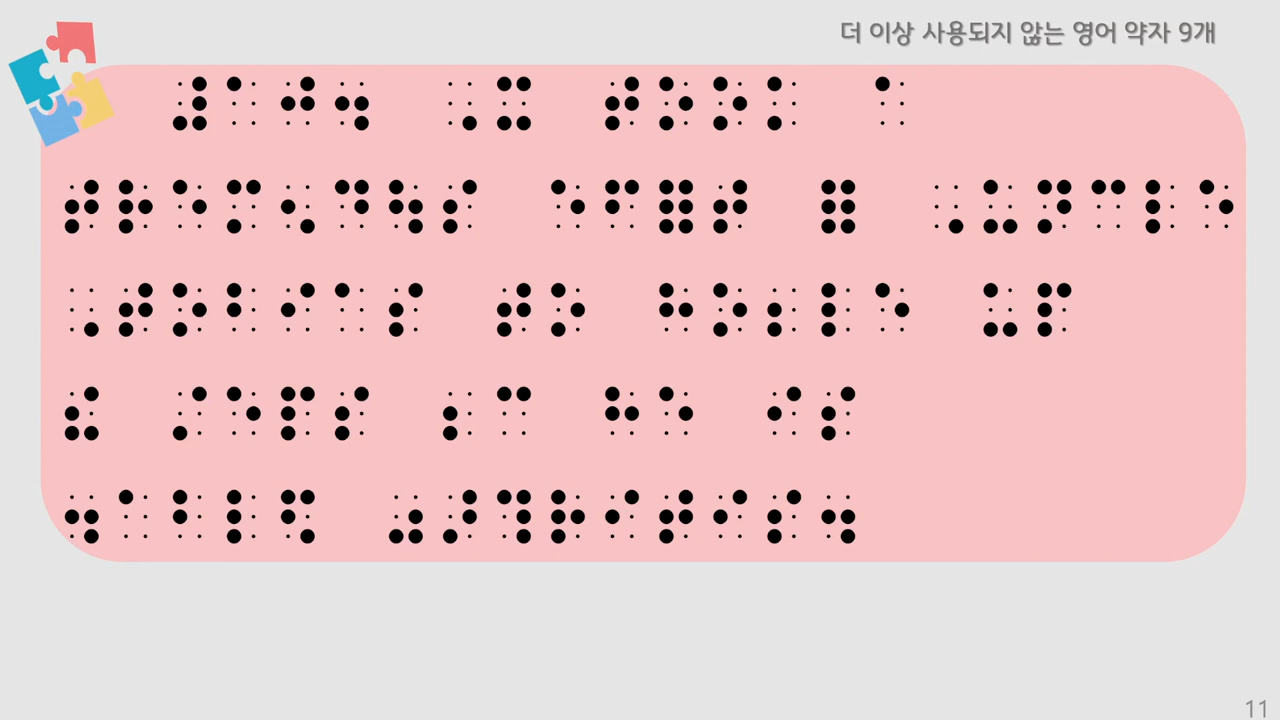 더 이상 사용되지 않는 영어 약자 9개
⠼⠁⠚⠲ ⠠⠭ ⠞⠕⠕⠅ ⠁
⠞⠗⠑⠍⠢⠙⠳⠎ ⠑⠋⠿⠞ ⠿ ⠠⠥⠝⠉⠇⠑
⠠⠞⠕⠃⠊⠁⠎ ⠞⠕ ⠓⠕⠆⠇⠑ ⠥⠏
⠮ ⠌⠑⠏⠎ ⠆⠉ ⠓⠑ ⠊⠎
⠲⠁⠃⠇⠫ ⠴⠜⠹⠗⠊⠞⠊⠎⠲
11